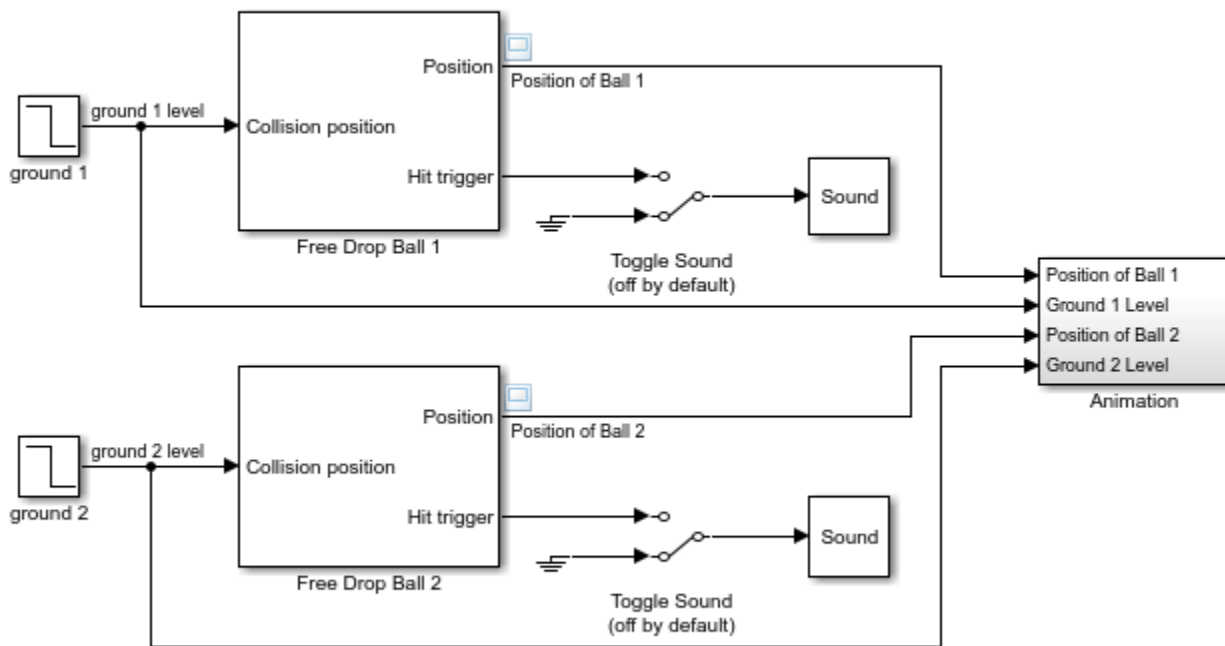 Position
Position of Ball 1
ground 1 level
Collision position
ground 1
Hit trigger
Sound
Free Drop Ball 1
Toggle Sound
(off by default)
Position of Ball 1
Ground 1 Level
Position of Ball 2
Ground 2 Level
Animation
Position
Position of Ball 2
ground 2 level
Collision position
ground 2
Hit trigger
Sound
Free Drop Ball 2
Toggle Sound
(off by default)